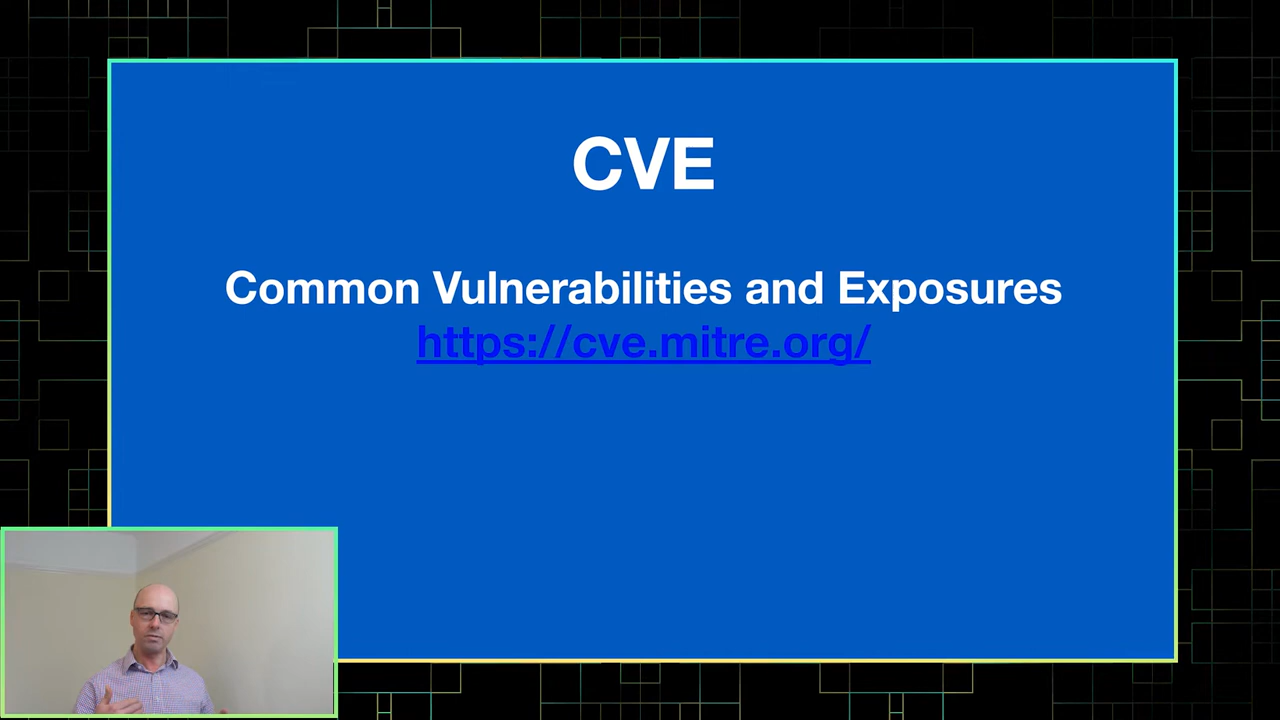 CVE
Common Vulnerabilities and Exposures
https://cve.mitre.org/